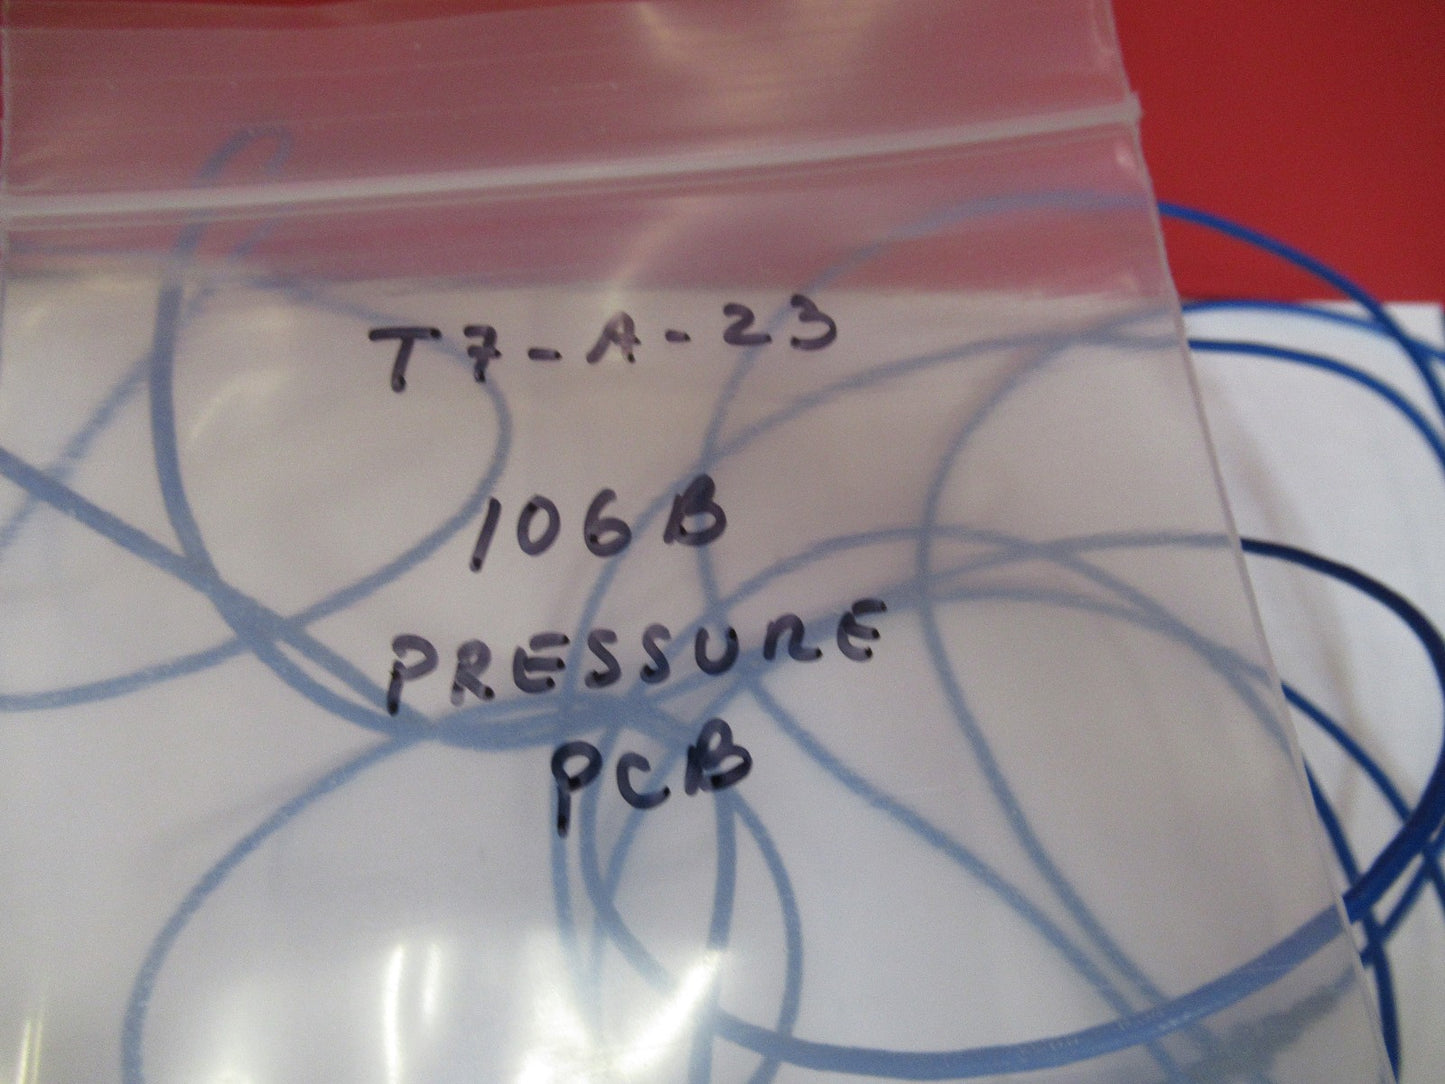 T7-A-23
106B
PRESSURE
PCB